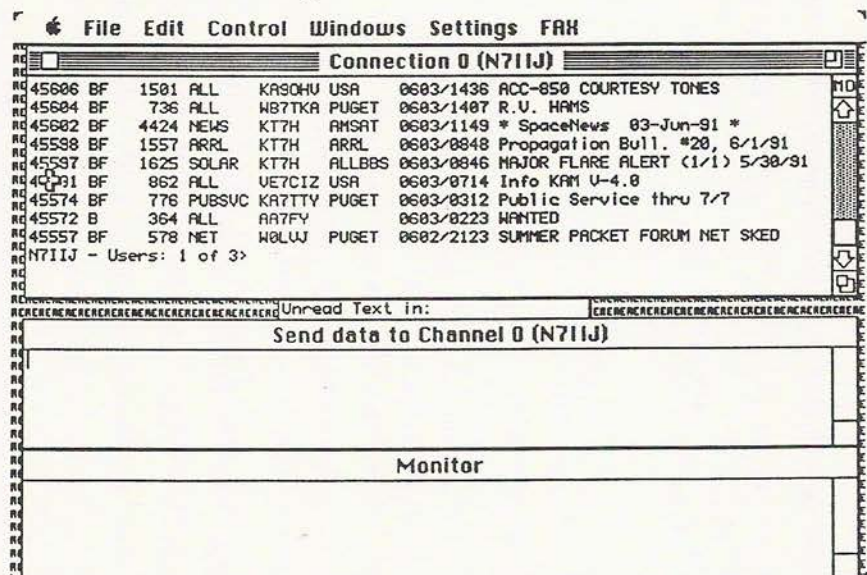 File Edit Control Windows Settings FAX
Connection 0 (N7IIJ)
45606 BF 1501 ALL KA9OHV USA 0603/1436 ACC-850 COURTESY TONES
45604 BF 736 ALL WB7TKA PUGET 0603/1407 R.V. HAMS
45602 BF 4424 NEWS KT7H AMSAT 0603/1149 * SpaceNews 03-Jun-91 *
45598 BF 1557 ARRL KT7H ARRL 0603/0848 Propagation Bull. #20, 6/1/91
45597 BF 1625 SOLAR KT7H ALLBBS 0603/0846 MAJOR FLARE ALERT (1/1) 5/30/91
BF 862 ALL VE7CIZ USA 0603/0714 Info KAM V-4.0
45574 BF 776 PUBSVC KA7TTY PUGET 0603/0312 Public Service thru 7/7
45572 B 364 ALL AA7FY 0603/0223 WANTED
45557 BF 578 NET W0LVJ PUGET 0602/2123 SUMMER PACKET FORUM NET SKED
N7IIJ - Users: 1 of 3>
Unread Text in:
Send data to Channel 0 (N7IIJ)
Monitor